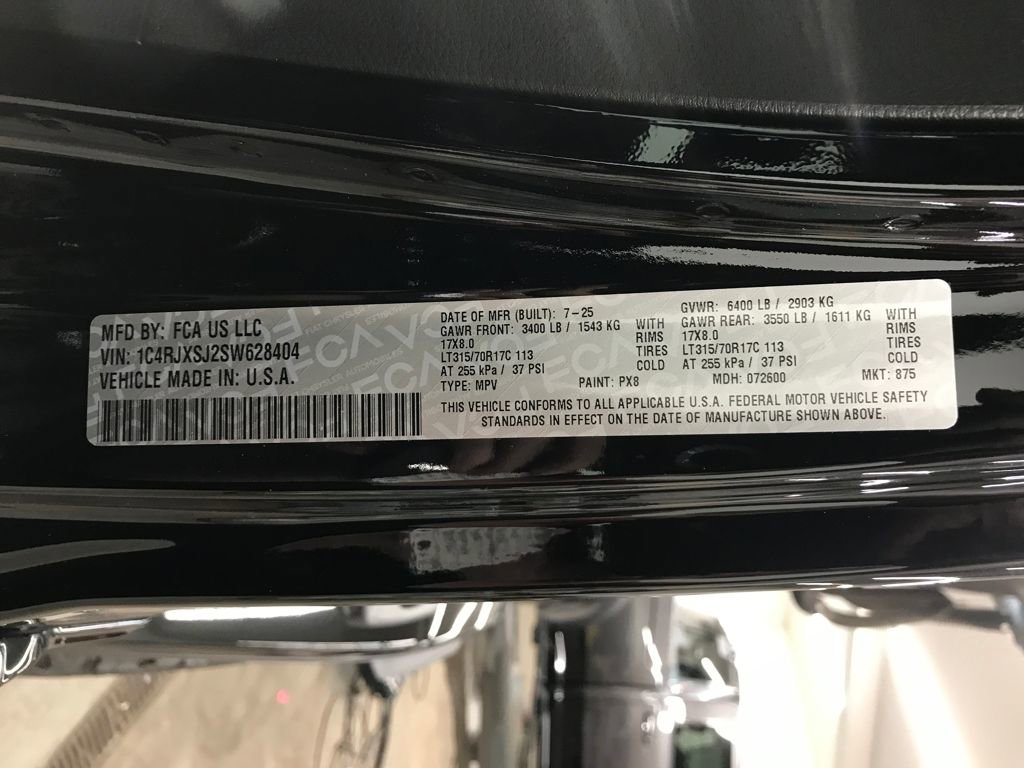 MFD BY: FCA US LLC
VIN: 1C4RJXSJ2SW628404
VEHICLE MADE IN: U.S.A.
DATE OF MFR (BUILT): 7-25 GVWR: 6400 LB / 2903 KG
GAWR FRONT: 3400 LB / 1543 KG WITH GAWR REAR: 3550 LB / 1611 KG WITH
17X8.0 RIMS 17X8.0 RIMS
LT315/70R17C 113 TIRES LT315/70R17C 113 TIRES
AT 255 kPa / 37 PSI COLD AT 255 kPa / 37 PSI COLD
TYPE: MPV PAINT: PX8 MDH: 072600 MKT: 875
THIS VEHICLE CONFORMS TO ALL APPLICABLE U.S.A. FEDERAL MOTOR VEHICLE SAFETY
STANDARDS IN EFFECT ON THE DATE OF MANUFACTURE SHOWN ABOVE.